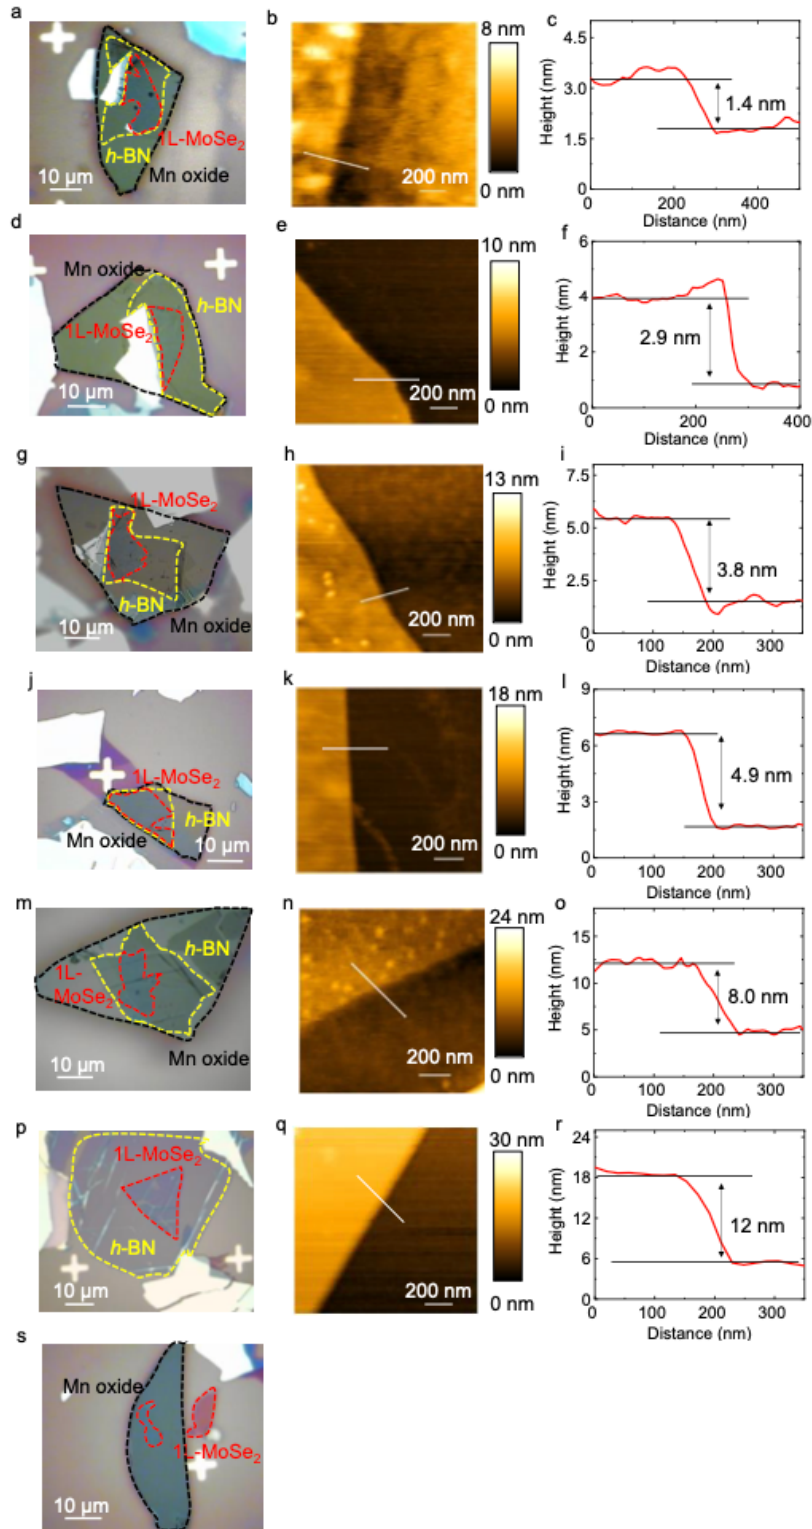 a
1L-MoSe2
h-BN
10 μm
Mn oxide
b
8 nm
200 nm
0 nm
c
4.5
3.0
1.5
0
Height (nm)
1.4 nm
0
200
400
Distance (nm)
d
Mn oxide
h-BN
1L-MoSe2
10 μm
e
10 nm
200 nm
0 nm
f
6
4
2
0
Height (nm)
2.9 nm
0
200
400
Distance (nm)
g
1L-MoSe2
h-BN
10 μm
Mn oxide
h
13 nm
200 nm
0 nm
i
7.5
5.0
2.5
0
Height (nm)
3.8 nm
0
100
200
300
Distance (nm)
j
1L-MoSe2
h-BN
Mn oxide
10 μm
k
18 nm
200 nm
0 nm
l
9
6
3
0
Height (nm)
4.9 nm
0
100
200
300
Distance (nm)
m
h-BN
1L-
MoSe2
Mn oxide
10 μm
n
24 nm
200 nm
0 nm
o
17.5
12.5
10
5
0
Height (nm)
8.0 nm
0
100
200
300
Distance (nm)
p
1L-MoSe2
h-BN
10 μm
q
30 nm
200 nm
0 nm
r
24
18
12
6
0
Height (nm)
12 nm
0
100
200
300
Distance (nm)
s
Mn oxide
1L-MoSe2
10 μm